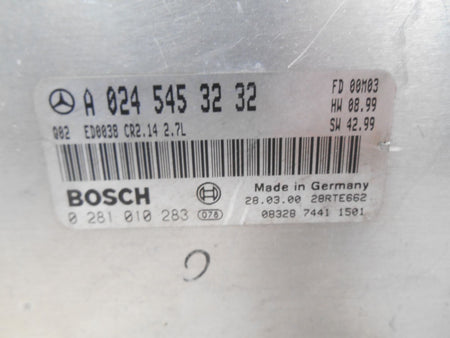 A 024 545 32 32
FD 00M03
HW 08.99
SW 42.99
Q02 ED0038 CR2.14 2.7L
BOSCH
0 281 010 283 078
Made in Germany
28.03.00 28RTE662
08328 7441 1501
C